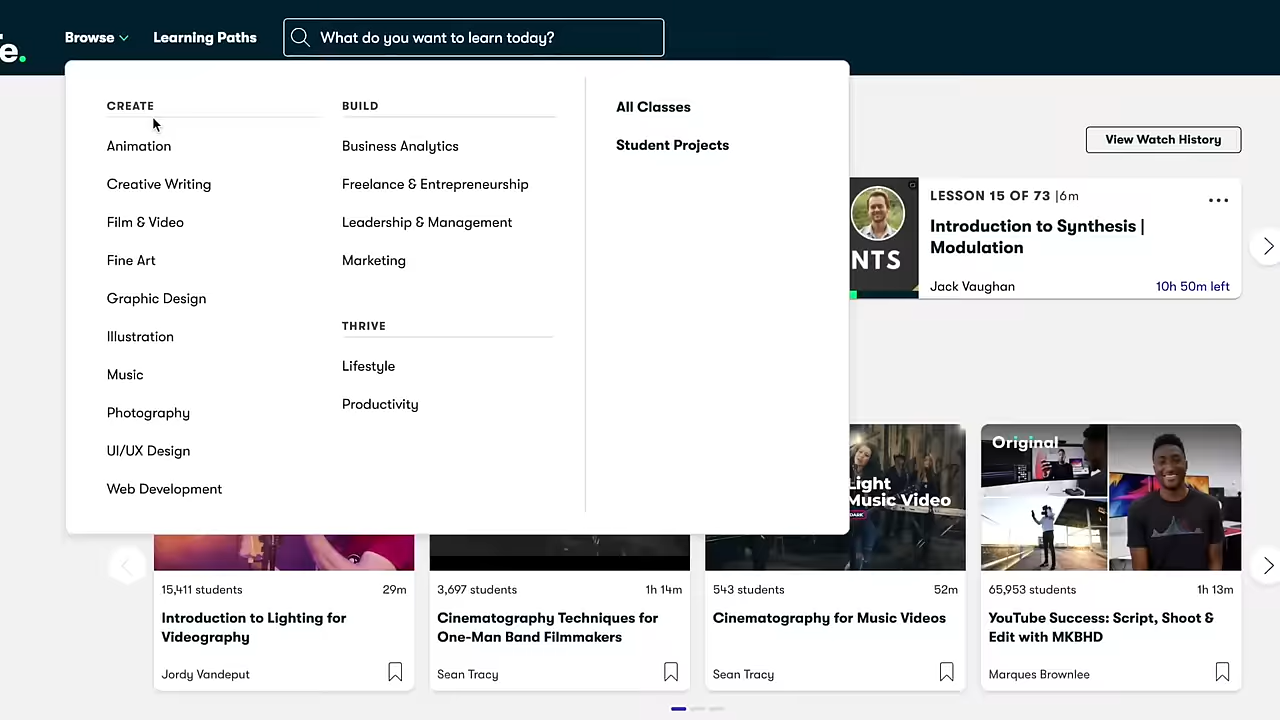 e.
Browse
Learning Paths
What do you want to learn today?
CREATE
Animation
Creative Writing
Film & Video
Fine Art
Graphic Design
Illustration
Music
Photography
UI/UX Design
Web Development
BUILD
Business Analytics
Freelance & Entrepreneurship
Leadership & Management
Marketing
THRIVE
Lifestyle
Productivity
All Classes
Student Projects
View Watch History
NTS
LESSON 15 OF 73 |6m
Introduction to Synthesis |
Modulation
Jack Vaughan
10h 50m left
Light
Music Video
DARK
Original
15,411 students
29m
Introduction to Lighting for
Videography
Jordy Vandeput
3,697 students
1h 14m
Cinematography Techniques for
One-Man Band Filmmakers
Sean Tracy
543 students
52m
Cinematography for Music Videos
Sean Tracy
65,953 students
1h 13m
YouTube Success: Script, Shoot &
Edit with MKBHD
Marques Brownlee